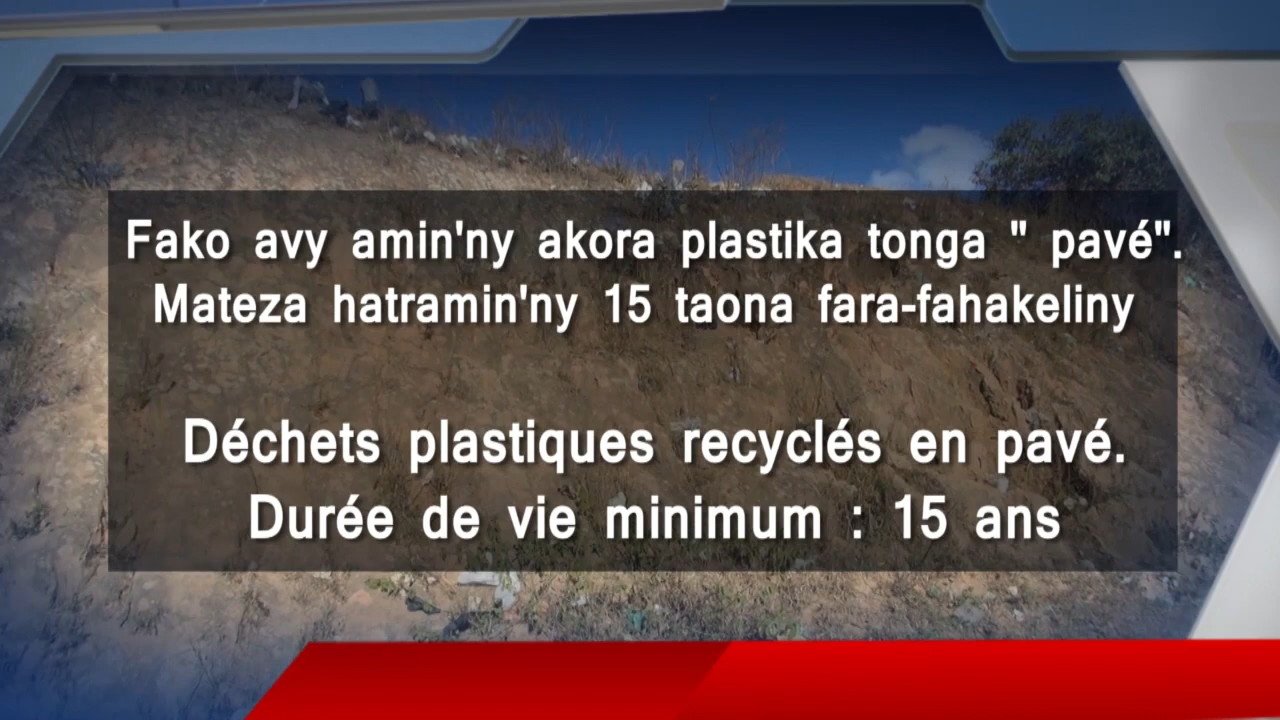 Fako avy amin'ny akora plastika tonga " pavé".
Mateza hatramin'ny 15 taona fara-fahakeliny
Déchets plastiques recyclés en pavé.
Durée de vie minimum : 15 ans